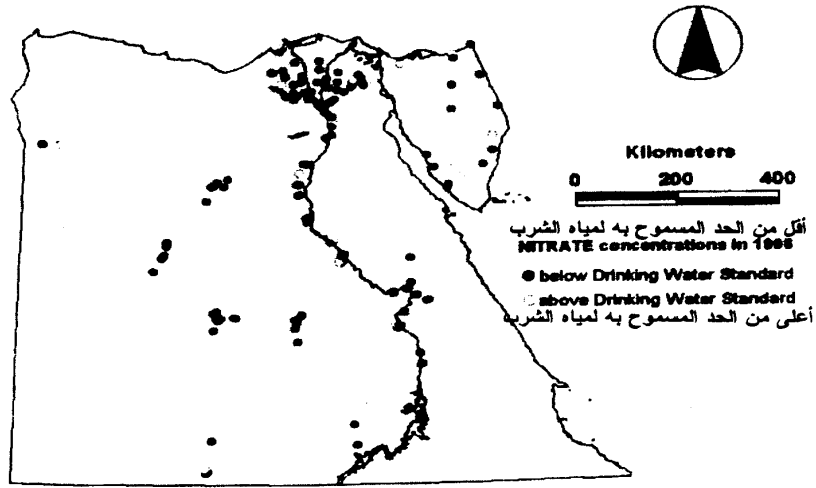 Kilometers
0 200 400
أقل من الحد المسموح به لمياه الشرب
NITRATE concentrations in 1998
below Drinking Water Standard
above Drinking Water Standard
أعلى من الحد المسموح به لمياه الشرب